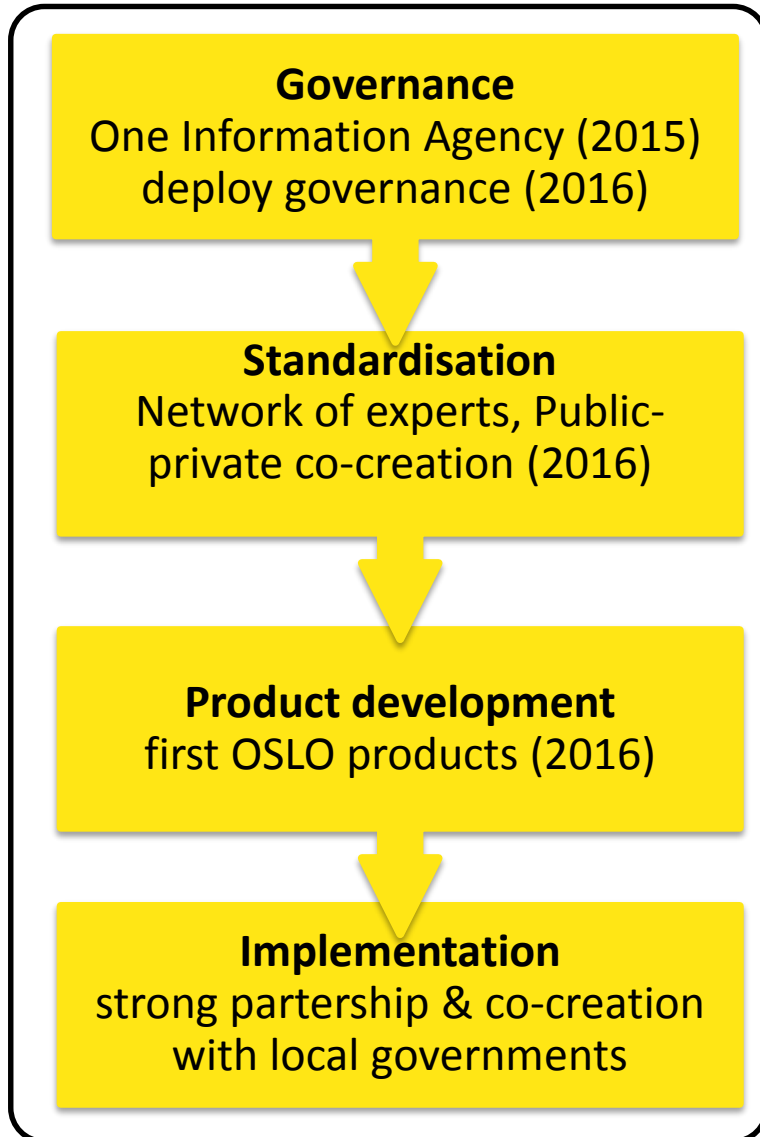 Governance
One Information Agency (2015)
deploy governance (2016)
Standardisation
Network of experts, Public-
private co-creation (2016)
Product development
first OSLO products (2016)
Implementation
strong partership & co-creation
with local governments